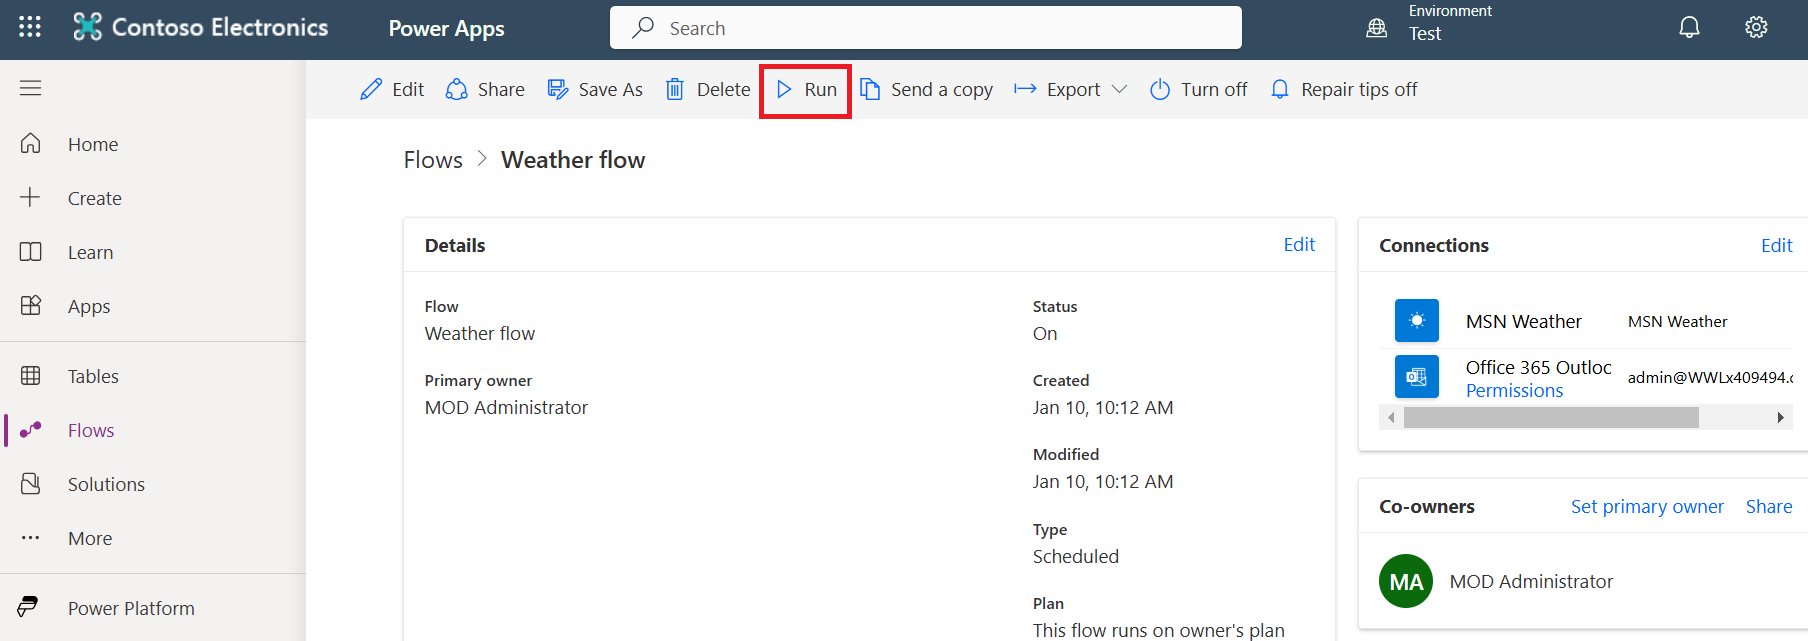 Contoso Electronics
Power Apps
Search
Environment
Test
Edit
Share
Save As
Delete
Run
Send a copy
Export
Turn off
Repair tips off
Home
Create
Learn
Apps
Tables
Flows
Solutions
More
Power Platform
Flows > Weather flow
Details
Edit
Flow
Weather flow
Primary owner
MOD Administrator
Status
On
Created
Jan 10, 10:12 AM
Modified
Jan 10, 10:12 AM
Type
Scheduled
Plan
This flow runs on owner's plan
Connections
Edit
MSN Weather MSN Weather
Office 365 Outloc
Permissions
admin@WWLx409494.c
Co-owners
Set primary owner
Share
MA
MOD Administrator